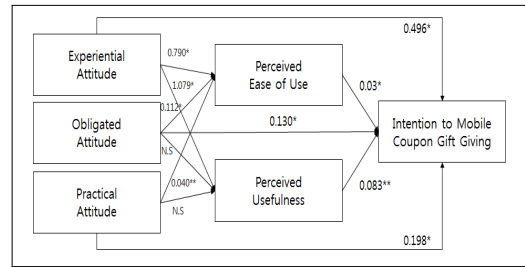 0.496*
Experiential
Attitude
0.790*
Perceived
Ease of Use
1.079*
0.03*
0.112*
Obligated
Attitude
0.130*
Intention to Mobile
Coupon Gift Giving
N.S
Practical
Attitude
0.040**
N.S
Perceived
Usefulness
0.083**
0.198*